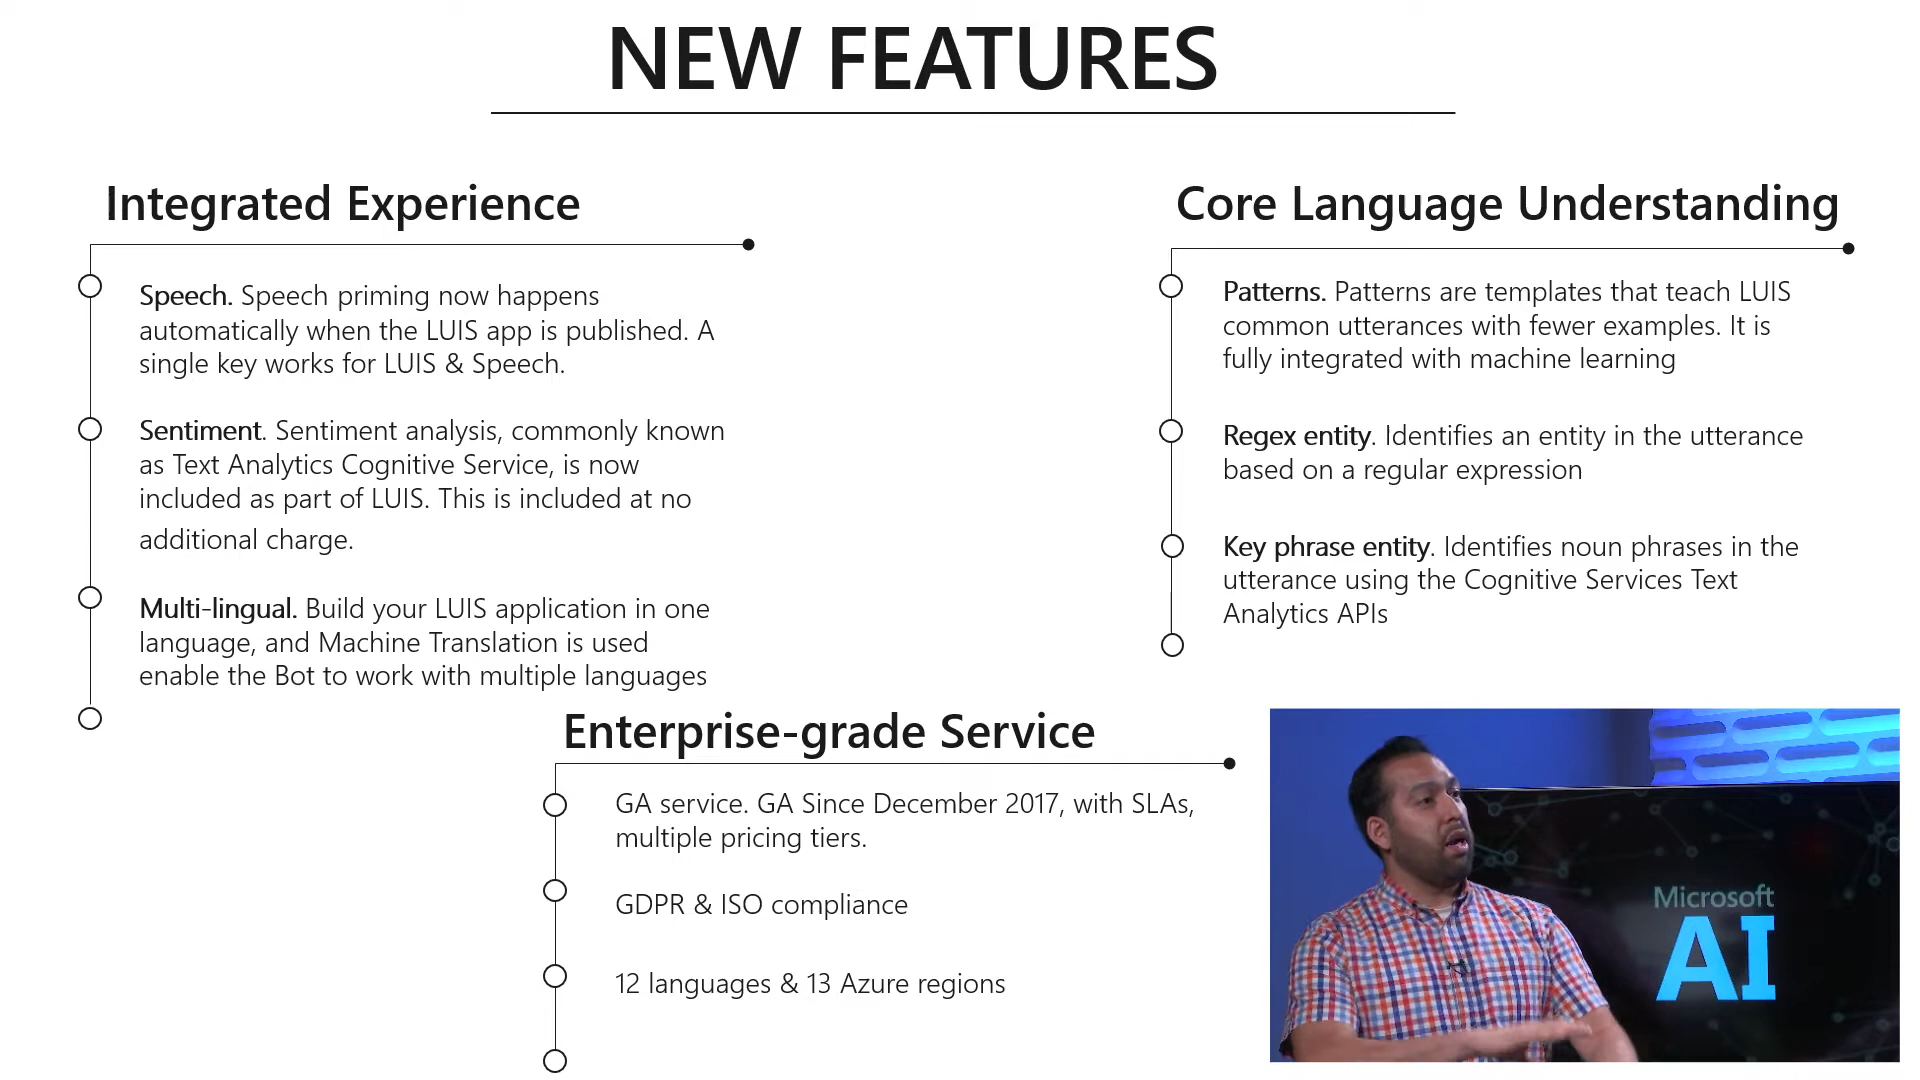 NEW FEATURES
Integrated Experience
Speech. Speech priming now happens
automatically when the LUIS app is published. A
single key works for LUIS & Speech.
Sentiment. Sentiment analysis, commonly known
as Text Analytics Cognitive Service, is now
included as part of LUIS. This is included at no
additional charge.
Multi-lingual. Build your LUIS application in one
language, and Machine Translation is used
enable the Bot to work with multiple languages
Core Language Understanding
Patterns. Patterns are templates that teach LUIS
common utterances with fewer examples. It is
fully integrated with machine learning
Regex entity. Identifies an entity in the utterance
based on a regular expression
Key phrase entity. Identifies noun phrases in the
utterance using the Cognitive Services Text
Analytics APIs
Enterprise-grade Service
GA service. GA Since December 2017, with SLAs,
multiple pricing tiers.
GDPR & ISO compliance
12 languages & 13 Azure regions
Microsoft
AI